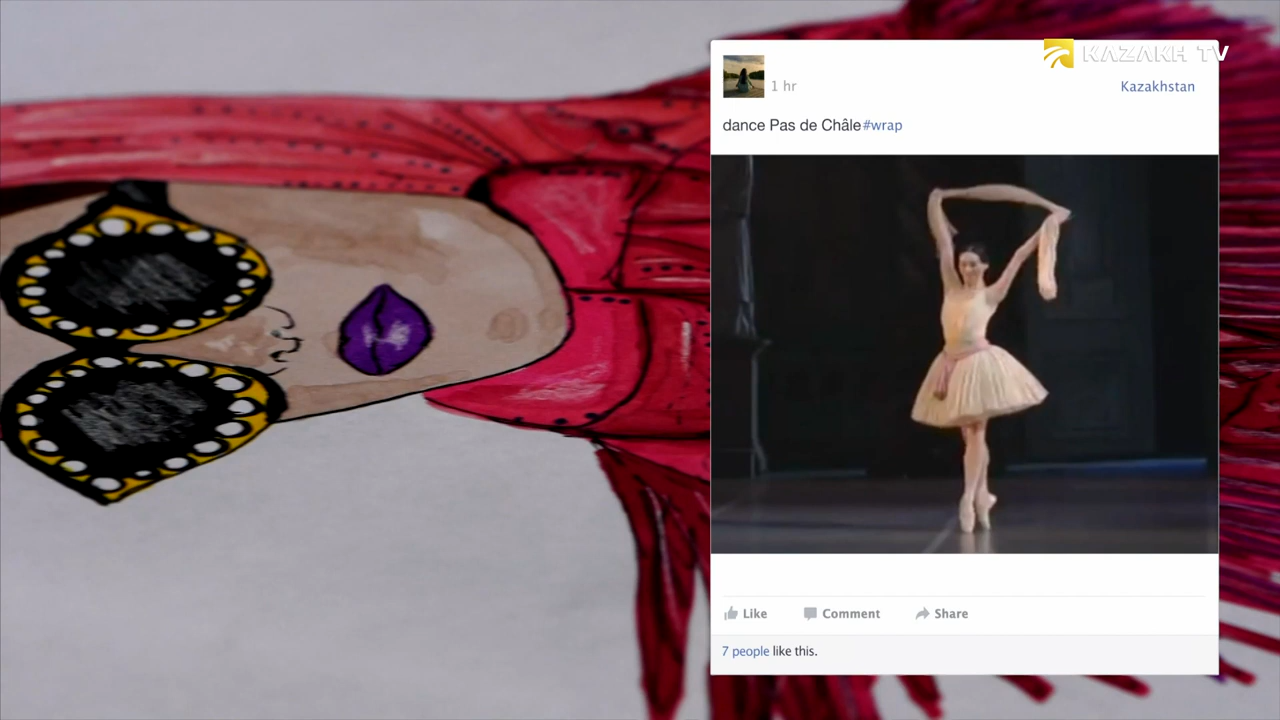 KAZAKH TV
1 hr
Kazakhstan
dance Pas de Châle#wrap
Like
Comment
Share
7 people like this.